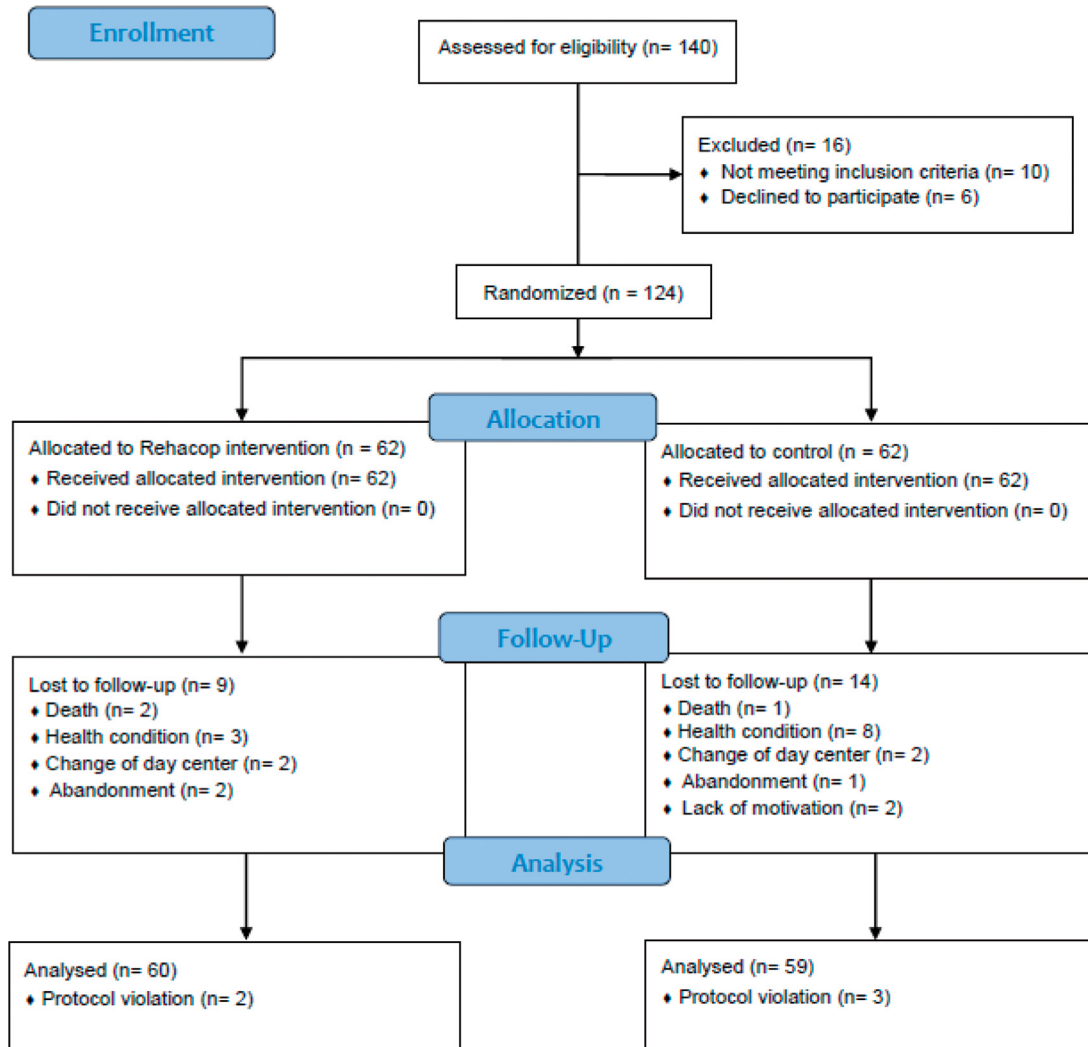 Enrollment
Assessed for eligibility (n= 140)
Excluded (n= 16)
♦ Not meeting inclusion criteria (n= 10)
♦ Declined to participate (n= 6)
Randomized (n = 124)
Allocation
Allocated to Rehacop intervention (n = 62)
♦ Received allocated intervention (n= 62)
♦ Did not receive allocated intervention (n= 0)
Allocated to control (n = 62)
♦ Received allocated intervention (n= 62)
♦ Did not receive allocated intervention (n= 0)
Follow-Up
Lost to follow-up (n= 9)
♦ Death (n= 2)
♦ Health condition (n= 3)
♦ Change of day center (n= 2)
♦ Abandonment (n= 2)
Lost to follow-up (n= 14)
♦ Death (n= 1)
♦ Health condition (n= 8)
♦ Change of day center (n= 2)
♦ Abandonment (n= 1)
♦ Lack of motivation (n= 2)
Analysis
Analysed (n= 60)
♦ Protocol violation (n= 2)
Analysed (n= 59)
♦ Protocol violation (n= 3)